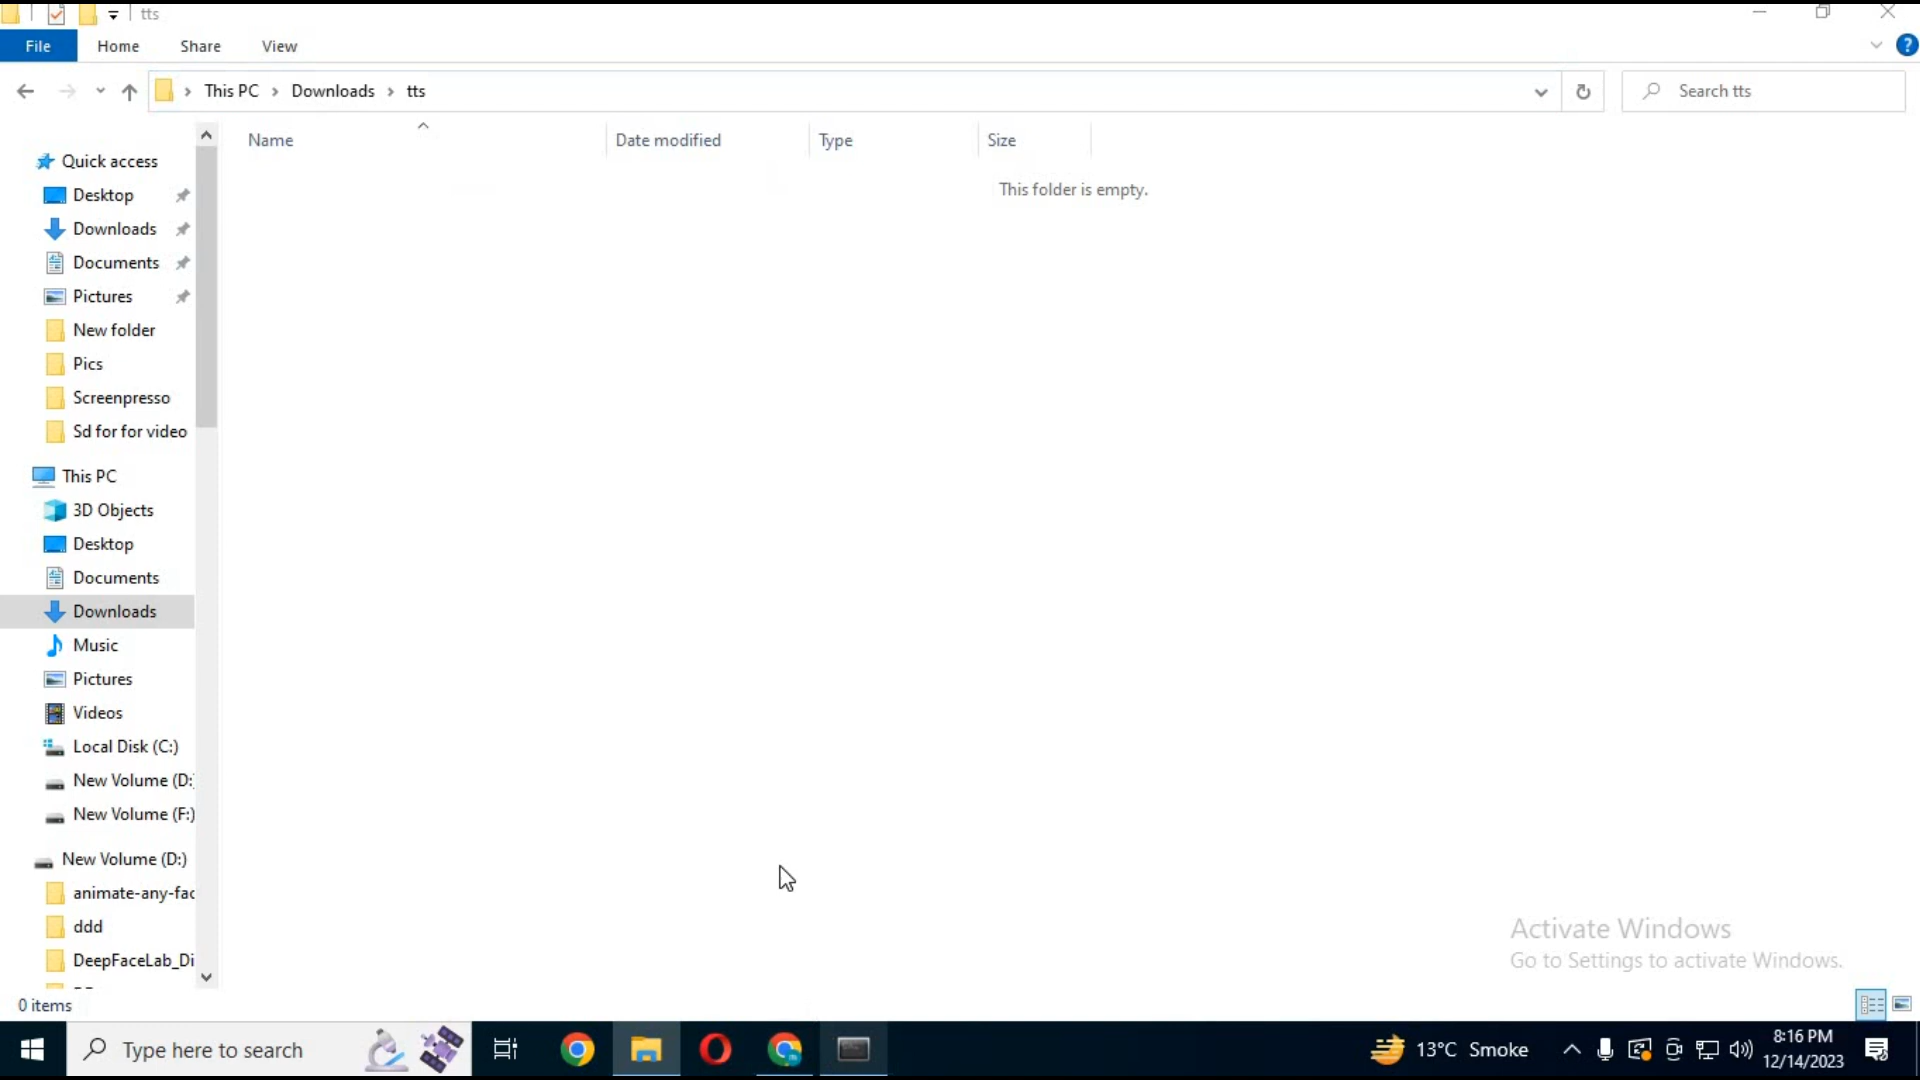 tts
File Home Share View
This PC > Downloads > tts
Search tts
Name Date modified Type Size
This folder is empty.
Quick access
Desktop
Downloads
Documents
Pictures
New folder
Pics
Screenpresso
Sd for for video
This PC
3D Objects
Desktop
Documents
Downloads
Music
Pictures
Videos
Local Disk (C:)
New Volume (D:
New Volume (F:)
New Volume (D:)
animate-any-fac
ddd
DeepFaceLab_Di
Activate Windows
Go to Settings to activate Windows.
0 items
Type here to search
13°C Smoke
8:16 PM
12/14/2023